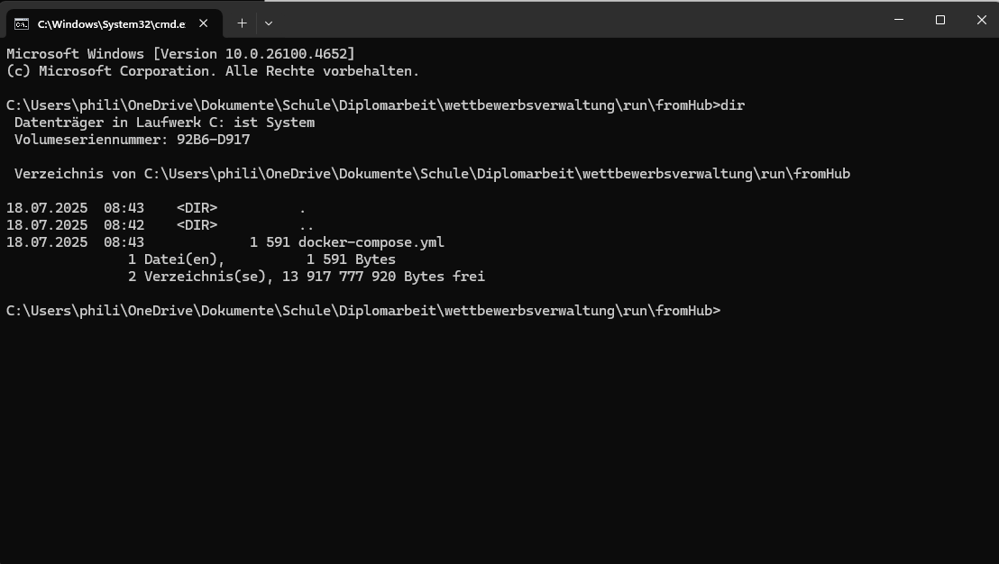 C:\Windows\System32\cmd.e
Microsoft Windows [Version 10.0.26100.4652]
(c) Microsoft Corporation. Alle Rechte vorbehalten.
C:\Users\phili\OneDrive\Dokumente\Schule\Diplomarbeit\wettbewerbsverwaltung\run\fromHub>dir
 Datenträger in Laufwerk C: ist System
 Volumeseriennummer: 92B6-D917
 Verzeichnis von C:\Users\phili\OneDrive\Dokumente\Schule\Diplomarbeit\wettbewerbsverwaltung\run\fromHub
18.07.2025  08:43    <DIR>          .
18.07.2025  08:42    <DIR>          ..
18.07.2025  08:43             1 591 docker-compose.yml
               1 Datei(en),          1 591 Bytes
               2 Verzeichnis(se), 13 917 777 920 Bytes frei
C:\Users\phili\OneDrive\Dokumente\Schule\Diplomarbeit\wettbewerbsverwaltung\run\fromHub>